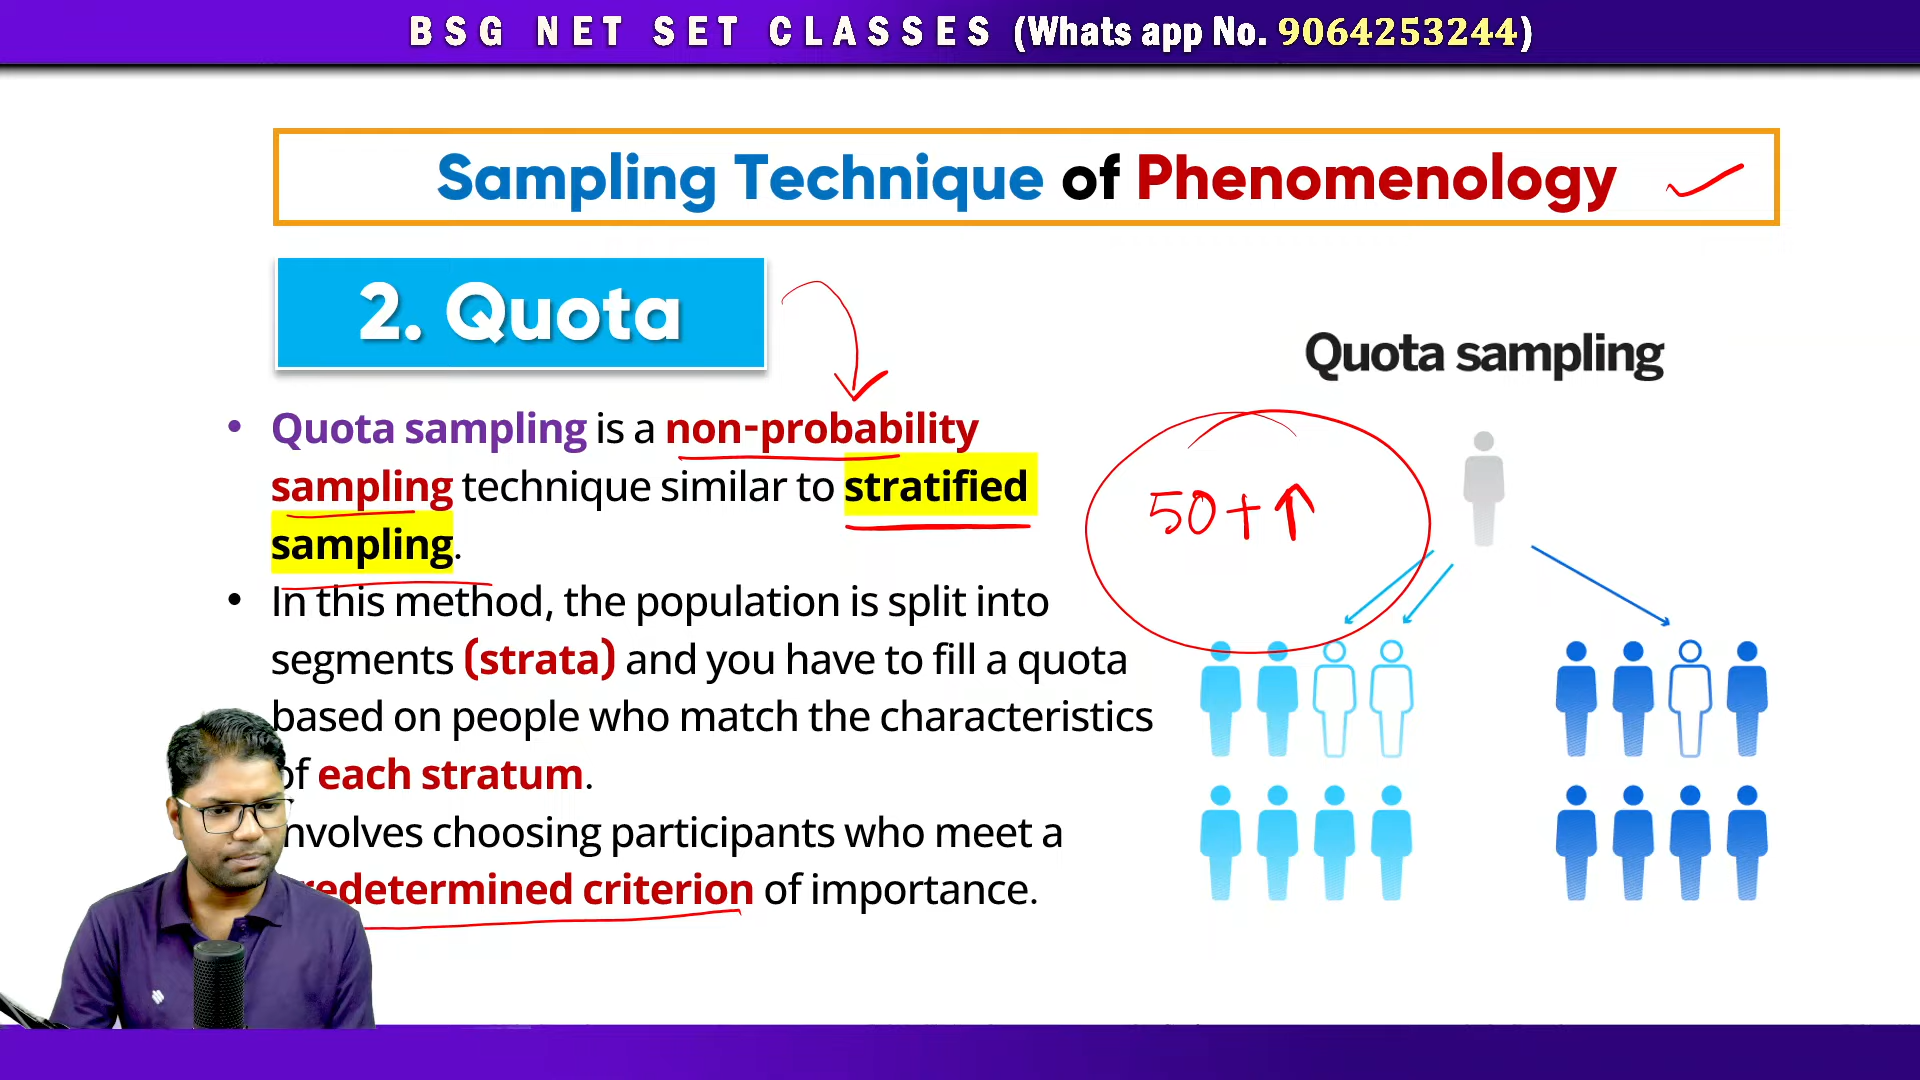 BSG NET SET CLASSES (Whats app No. 9064253244)
Sampling Technique of Phenomenology
2. Quota
Quota sampling
• Quota sampling is a non-probability
sampling technique similar to stratified
sampling.
50+↑
• In this method, the population is split into
segments (strata) and you have to fill a quota
based on people who match the characteristics
of each stratum.
nvolves choosing participants who meet a
redetermined criterion of importance.